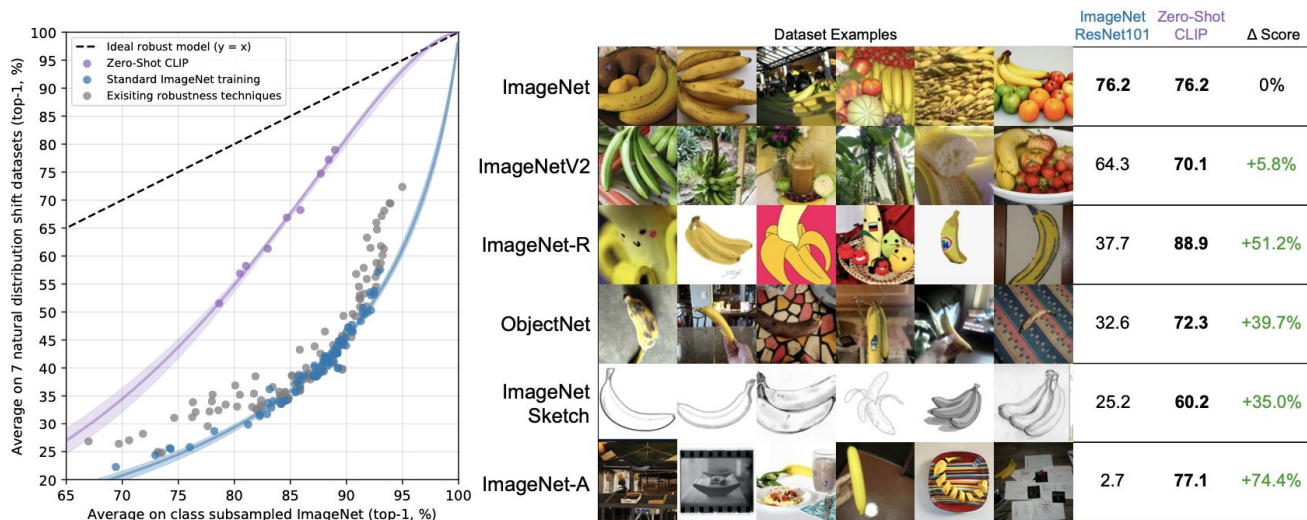 100
95
90
85
80
75
70
65
60
55
50
45
40
35
30
25
20
Average on 7 natural distribution shift datasets (top-1, %)
Ideal robust model (y = x)
Zero-Shot CLIP
Standard ImageNet training
Exisiting robustness techniques
65 70 75 80 85 90 95 100
Average on class subsampled ImageNet (top-1, %)
Dataset Examples
ImageNet
ResNet101
Zero-Shot
CLIP
Δ Score
ImageNet 76.2 76.2 0%
ImageNetV2 64.3 70.1 +5.8%
ImageNet-R 37.7 88.9 +51.2%
ObjectNet 32.6 72.3 +39.7%
ImageNet
Sketch
25.2 60.2 +35.0%
ImageNet-A 2.7 77.1 +74.4%